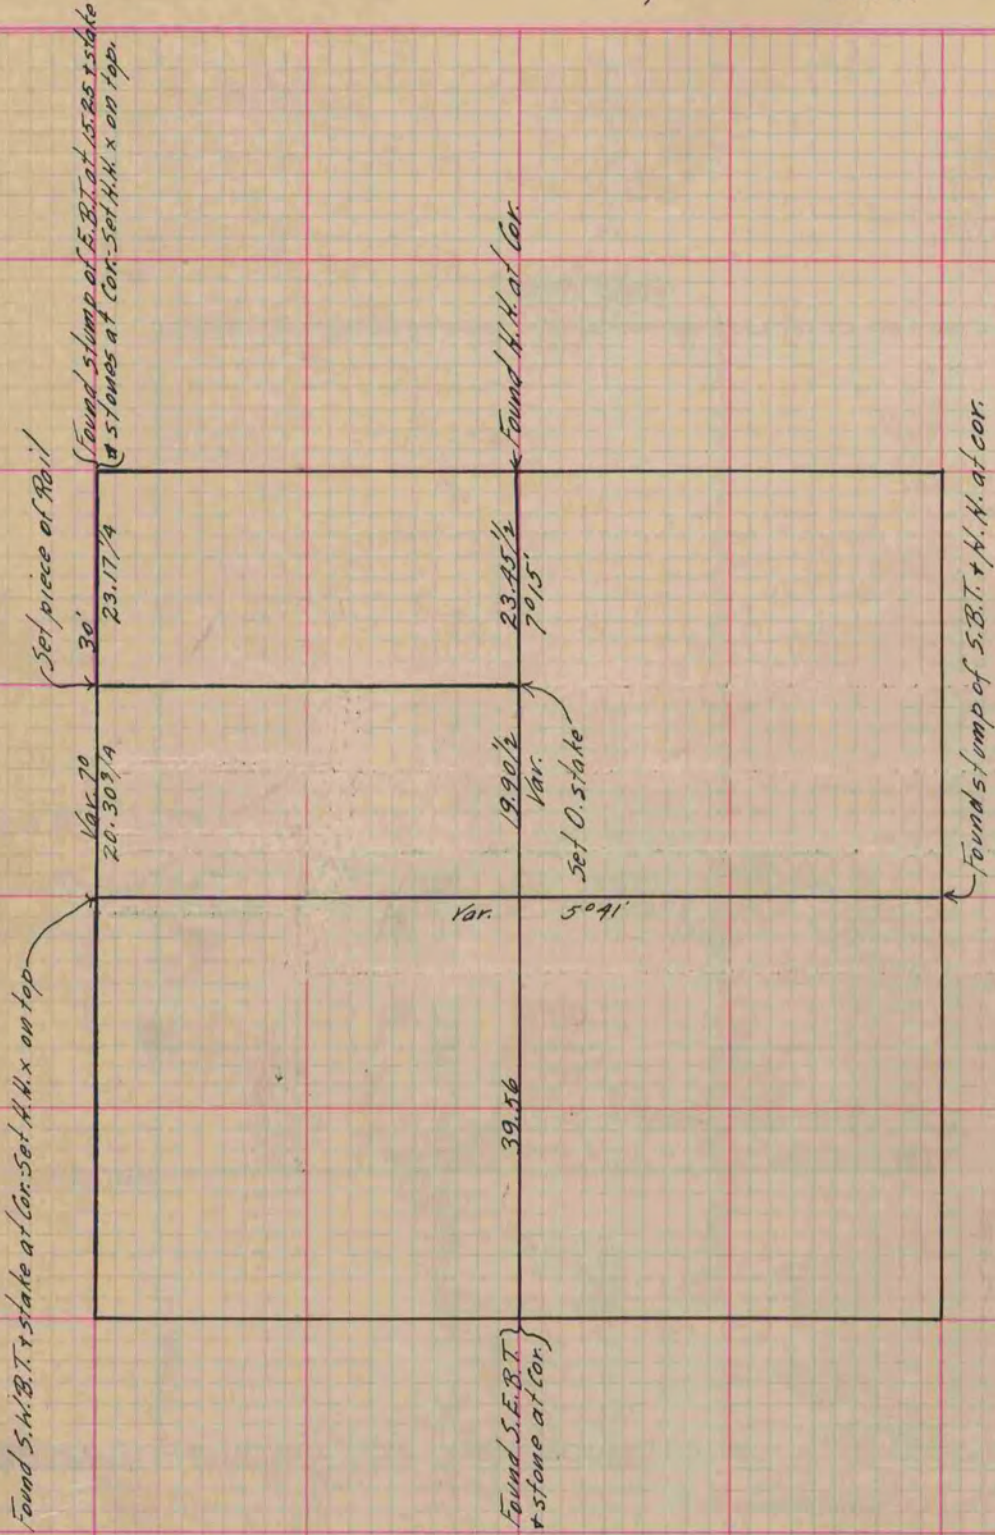 Found S.W.B.T. + stake at Cor. Set H.H. x on top
Var. 7°
20.30 3/4
Set piece of Rail
30'
23.17 1/4
Found stump of E.B.T. at 15.25 + stake
+ stones at Cor. - Set H.H. x on top.
Found S.E.B.T.
+ stone at Cor.
39.56
Var.
5°41'
19.90 1/2
Var.
Set O. stake
23.45 1/2
7°15'
Found H.H. at Cor.
Found stump of S.B.T. + H.H. at cor.